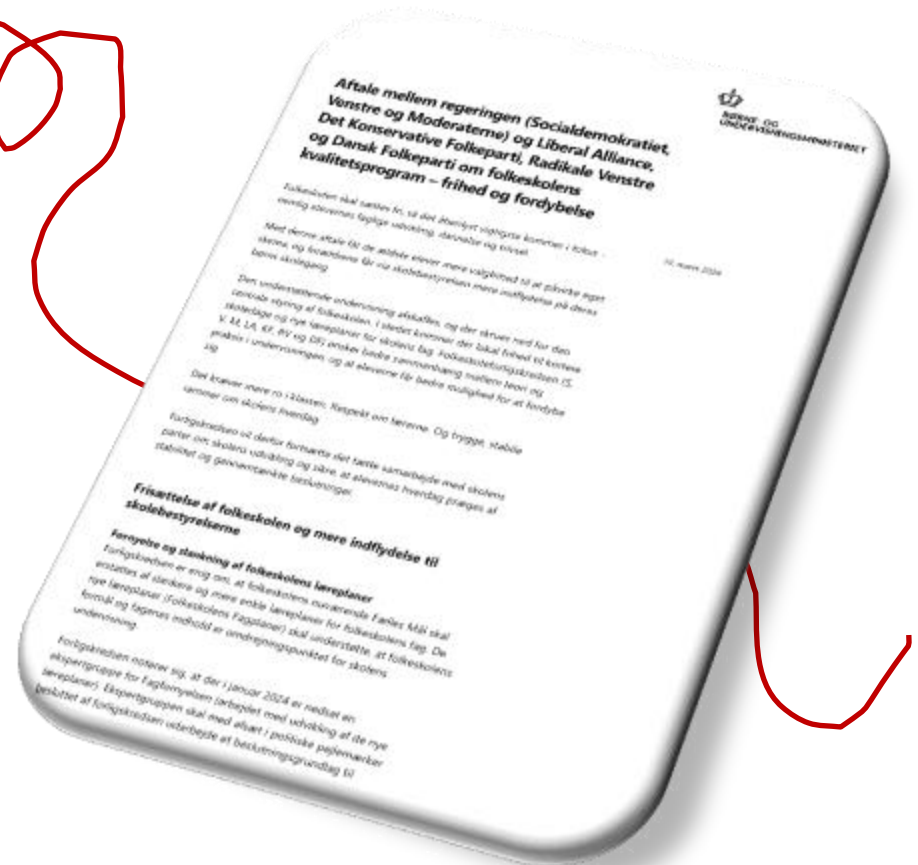 BØRNE- OG
UNDERVISNINGSMINISTERIET
Aftale mellem regeringen (Socialdemokratiet,
Venstre og Moderaterne) og Liberal Alliance,
Det Konservative Folkeparti, Radikale Venstre
og Dansk Folkeparti om folkeskolens
kvalitetsprogram – frihed og fordybelse
Folkeskolen skal sættes fri, så det åbenlyst vigtigste kommer i fokus -
nemlig elevernes faglige udvikling, dannelse og trivsel.
marts 2024
Med denne aftale får de ældste elever mere valgfrihed til at påvirke eget
skema, og forældrene får via skolebestyrelsen mere indflydelse på deres
børns skolegang.
Den understøttende undervisning afskaffes, og der skrues ned for den
centrale styring af folkeskolen. I stedet kommer der lokal frihed til kortere
skoledage og nye læreplaner for skolens fag. Folkeskoleforligskredsen (S,
V, M, LA, KF, RV og DF) ønsker bedre sammenhæng mellem teori og
praksis i undervisningen, og at eleverne får bedre mulighed for at fordybe
sig.
Det kræver mere ro i klassen. Respekt om lærerne. Og trygge, stabile
rammer om skolens hverdag.
Forligskredsen vil derfor fortsætte det tætte samarbejde med skolens
parter om skolens udvikling og sikre, at elevernes hverdag præges af
stabilitet og gennemtænkte beslutninger.
Frisættelse af folkeskolen og mere indflydelse til
skolebestyrelserne
Fornyelse og slankning af folkeskolens læreplaner
Forligskredsen er enig om, at folkeskolens nuværende Fælles Mål skal
erstattes af slankere og mere enkle læreplaner for folkeskolens fag. De
nye læreplaner (Folkeskolens Fagplaner) skal understøtte, at folkeskolens
formål og fagenes indhold er omdrejningspunktet for skolens
undervisning.
Forligskredsen noterer sig, at der i januar 2024 er nedsat en
ekspertgruppe for Fagfornyelsen (arbejdet med udvikling af de nye
læreplaner). Ekspertgruppen skal med afsæt i politiske pejlemærker
besluttet af forligskredsen udarbejde et beslutningsgrundlag til